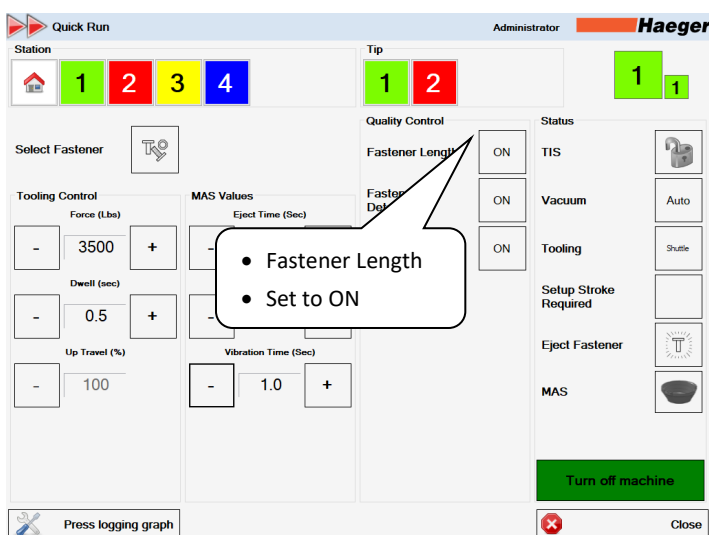 Quick Run
Administrator
Haeger
Station
1 2 3 4
Tip
1 2
1 1
Select Fastener
Quality Control
Fastener Length ON
ON
ON
Status
TIS
Vacuum Auto
Tooling Shuttle
Setup Stroke
Required
Eject Fastener
MAS
Tooling Control
Force (Lbs)
- 3500 +
Dwell (sec)
- 0.5 +
Up Travel (%)
- 100
MAS Values
Eject Time (Sec)
Vibration Time (Sec)
- 1.0 +
• Fastener Length
• Set to ON
Turn off machine
Press logging graph
Close